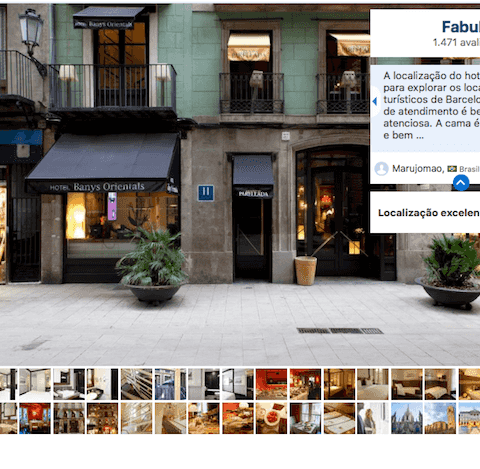 Fabul
1.471 aval
A localização do hot
para explorar os loca
turísticos de Barcelo
de atendimento é be
atenciosa. A cama é
e bem ...
Marujomao, Brasil
Localização excelen
HOTEL Banys Orientals
H
PARELLADA